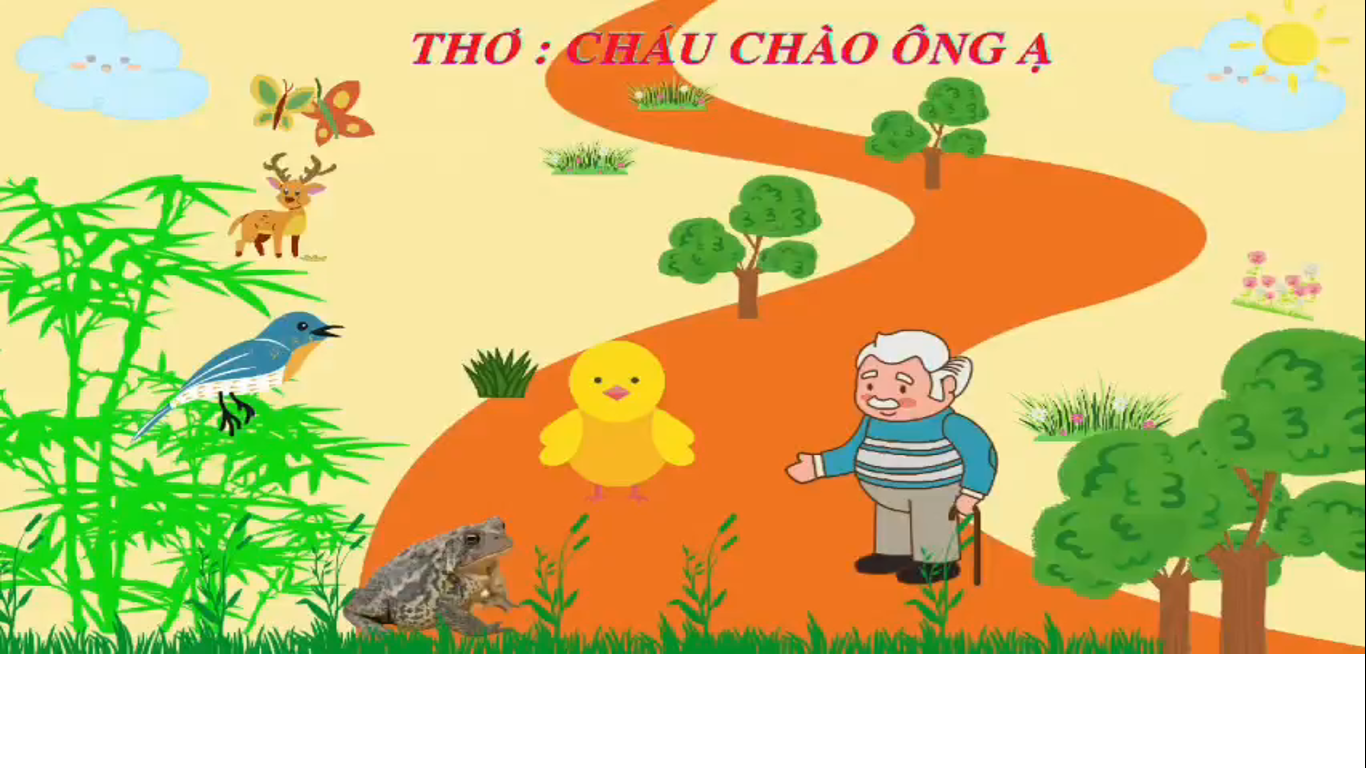 THƠ : CHÁU CHÀO ÔNG Ạ